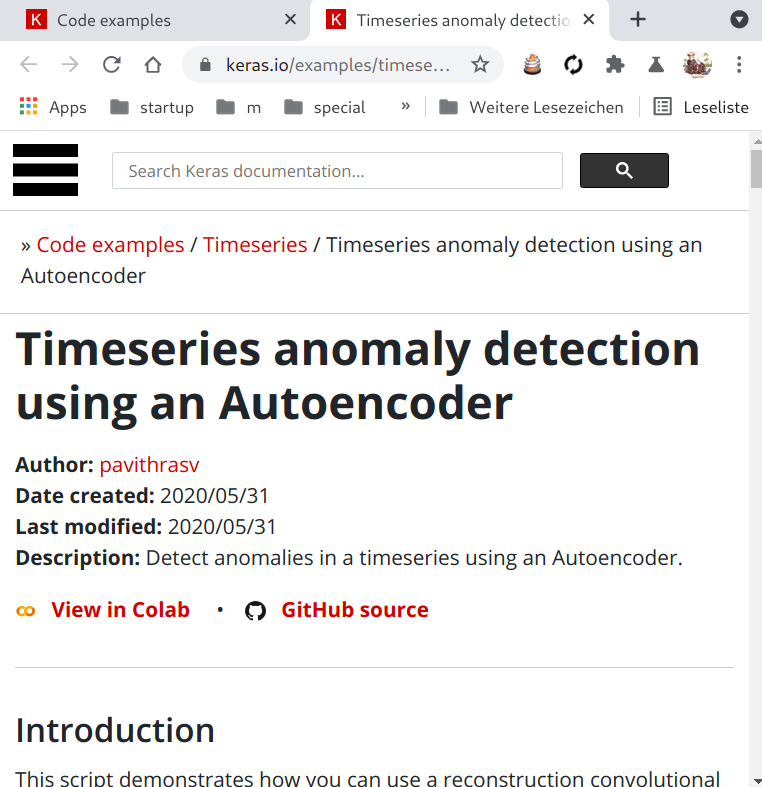 K Code examples
K Timeseries anomaly detectio
keras.io/examples/timese...
Apps startup m special » Weitere Lesezeichen Leseliste
Search Keras documentation...
» Code examples / Timeseries / Timeseries anomaly detection using an
Autoencoder
Timeseries anomaly detection
using an Autoencoder
Author: pavithrasv
Date created: 2020/05/31
Last modified: 2020/05/31
Description: Detect anomalies in a timeseries using an Autoencoder.
View in Colab • GitHub source
Introduction
This script demonstrates how you can use a reconstruction convolutional